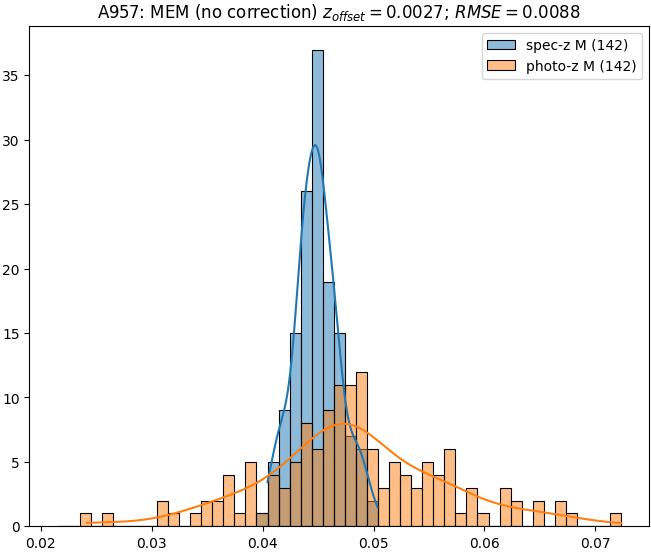 A957: MEM (no correction) z_offset = 0.0027; RMSE = 0.0088
spec-z M (142)
photo-z M (142)
35
30
25
20
15
10
5
0
0.02 0.03 0.04 0.05 0.06 0.07